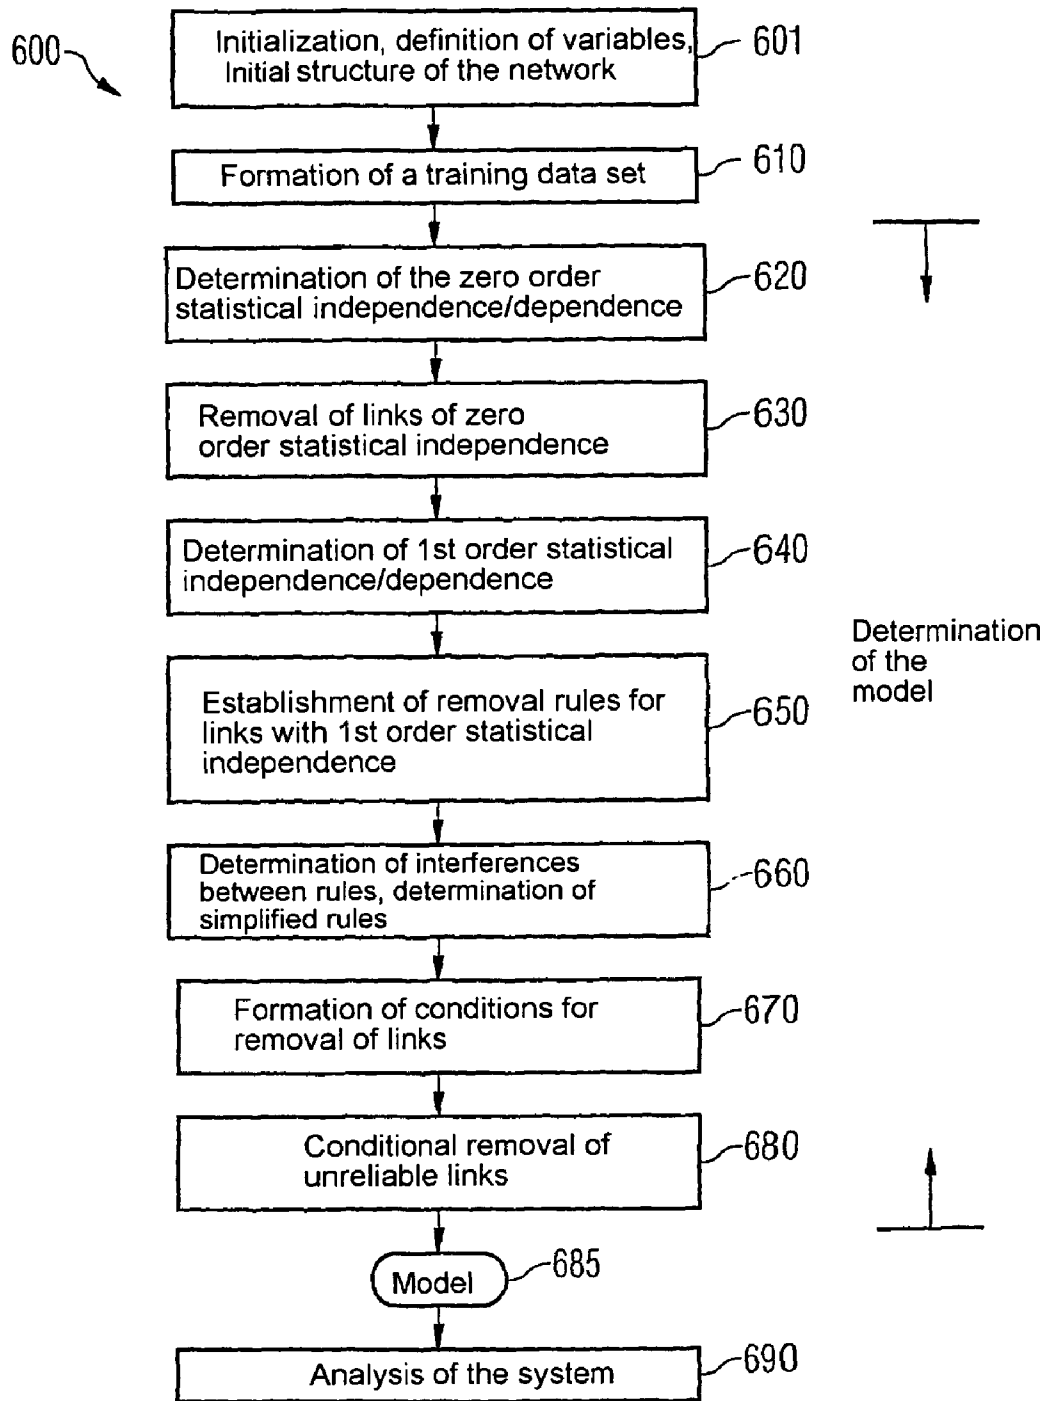 600
Initialization, definition of variables,
Initial structure of the network
601
Formation of a training data set
610
Determination of the zero order
statistical independence/dependence
620
Removal of links of zero
order statistical independence
630
Determination of 1st order statistical
independence/dependence
640
Determination
of the
model
Establishment of removal rules for
links with 1st order statistical
independence
650
Determination of interferences
between rules, determination of
simplified rules
660
Formation of conditions for
removal of links
670
Conditional removal of
unreliable links
680
Model
685
Analysis of the system
690